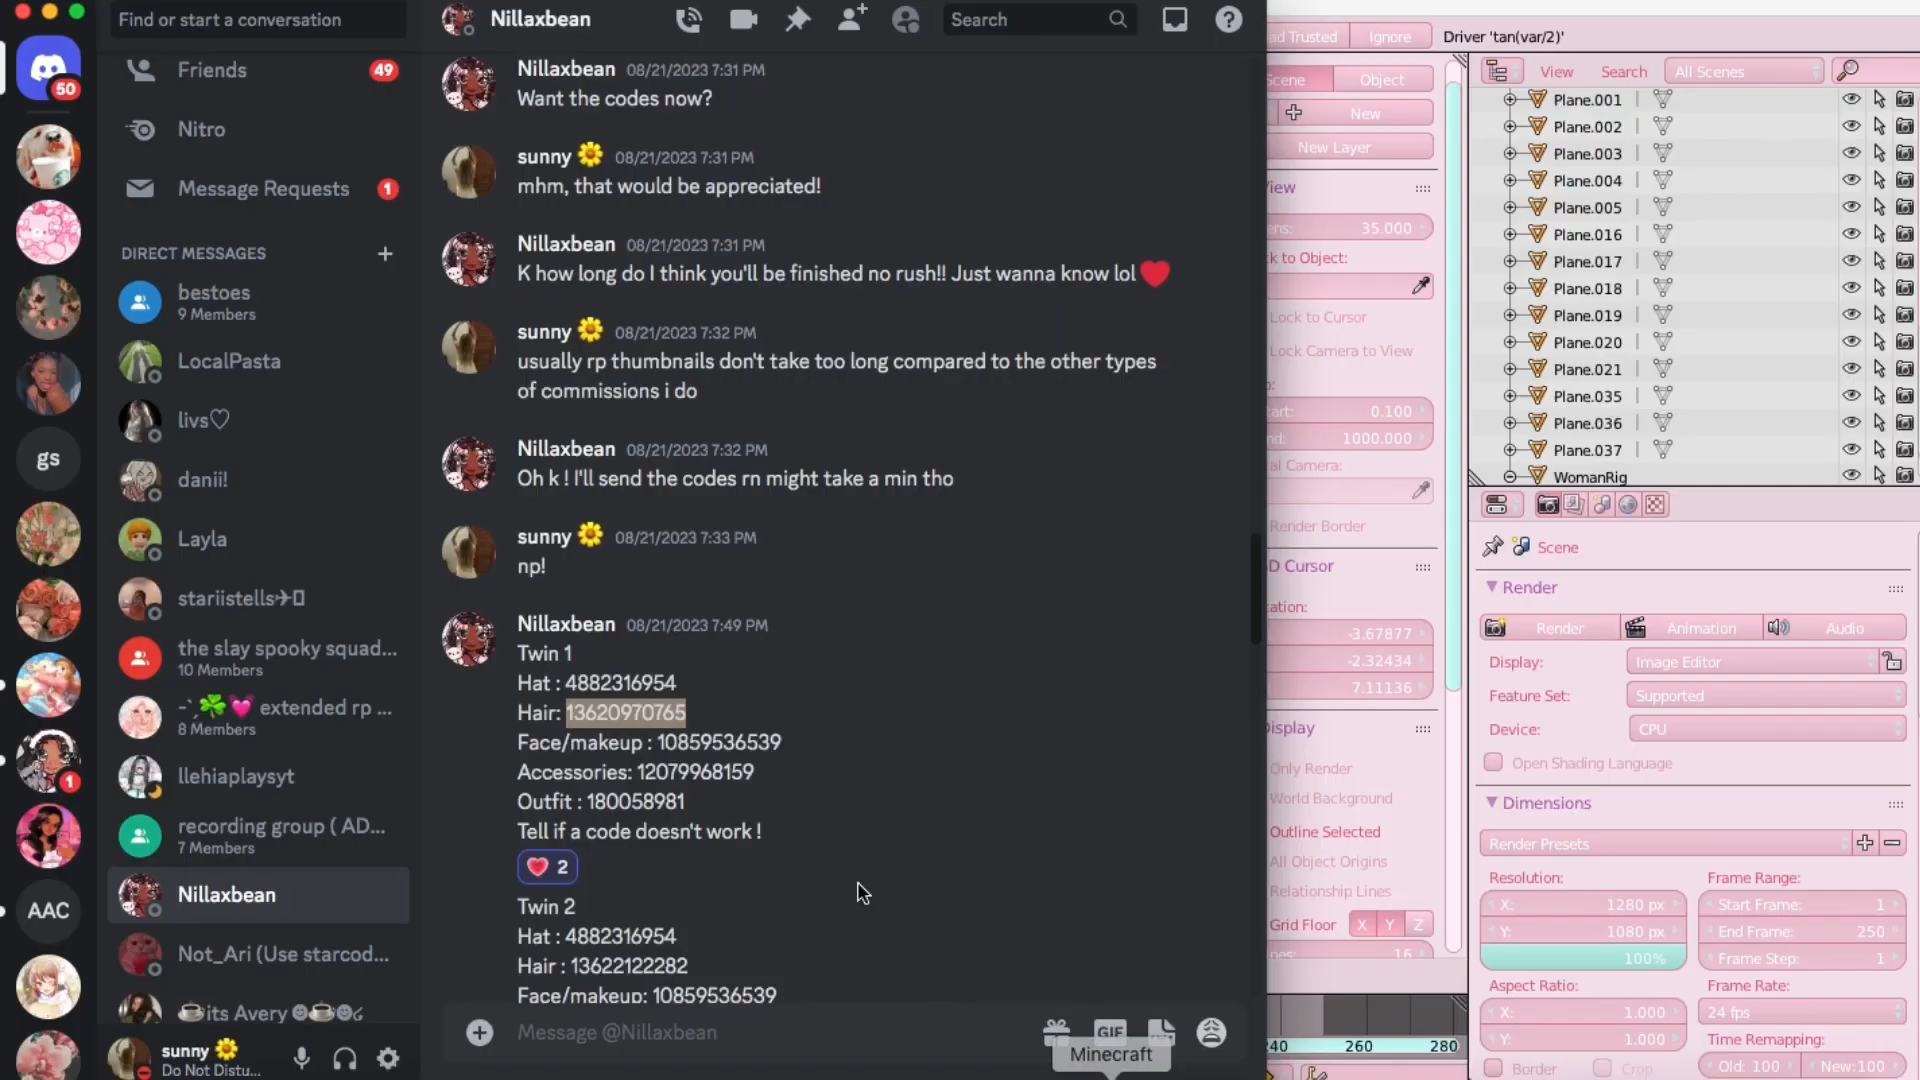 Find or start a conversation
50
Friends
49
Nitro
Message Requests
1
DIRECT MESSAGES
bestoes
9 Members
LocalPasta
livs♡
danii!
Layla
stariistells✈
the slay spooky squad...
10 Members
extended rp ...
8 Members
llehiaplaysyt
recording group ( AD...
7 Members
Nillaxbean
Not_Ari (Use starcod...
its Avery
gs
1
AAC
sunny 🌼
Do Not Distu...
Nillaxbean
Search
Nillaxbean 08/21/2023 7:31 PM
Want the codes now?
sunny 🌼 08/21/2023 7:31 PM
mhm, that would be appreciated!
Nillaxbean 08/21/2023 7:31 PM
K how long do I think you'll be finished no rush!! Just wanna know lol ❤️
sunny 🌼 08/21/2023 7:32 PM
usually rp thumbnails don't take too long compared to the other types
of commissions i do
Nillaxbean 08/21/2023 7:32 PM
Oh k ! I'll send the codes rn might take a min tho
sunny 🌼 08/21/2023 7:33 PM
np!
Nillaxbean 08/21/2023 7:49 PM
Twin 1
Hat : 4882316954
Hair: 13620970765
Face/makeup : 10859536539
Accessories: 12079968159
Outfit : 180058981
Tell if a code doesn't work !
❤️ 2
Twin 2
Hat : 4882316954
Hair : 13622122282
Face/makeup: 10859536539
Message @Nillaxbean
GIF
Minecraft
ad Trusted
Ignore
Driver 'tan(var/2)'
Scene
Object
New
New Layer
View
ens: 35.000
ck to Object:
Lock to Cursor
Lock Camera to View
tart: 0.100
nd: 1000.000
al Camera:
Render Border
3D Cursor
ation:
-3.67877
-2.32434
7.11136
Display
Only Render
World Background
Outline Selected
All Object Origins
Relationship Lines
Grid Floor X Y Z
nes: 16
240 260 280
View
Search
All Scenes
Plane.001
Plane.002
Plane.003
Plane.004
Plane.005
Plane.016
Plane.017
Plane.018
Plane.019
Plane.020
Plane.021
Plane.035
Plane.036
Plane.037
WomanRig
Scene
Render
Render
Animation
Audio
Display: Image Editor
Feature Set: Supported
Device: CPU
Open Shading Language
Dimensions
Render Presets
Resolution:
Frame Range:
X: 1280 px
Start Frame: 1
Y: 1080 px
End Frame: 250
100%
Frame Step: 1
Aspect Ratio:
Frame Rate:
X: 1.000
24 fps
Y: 1.000
Time Remapping:
Border
Crop
Old: 100
New:100